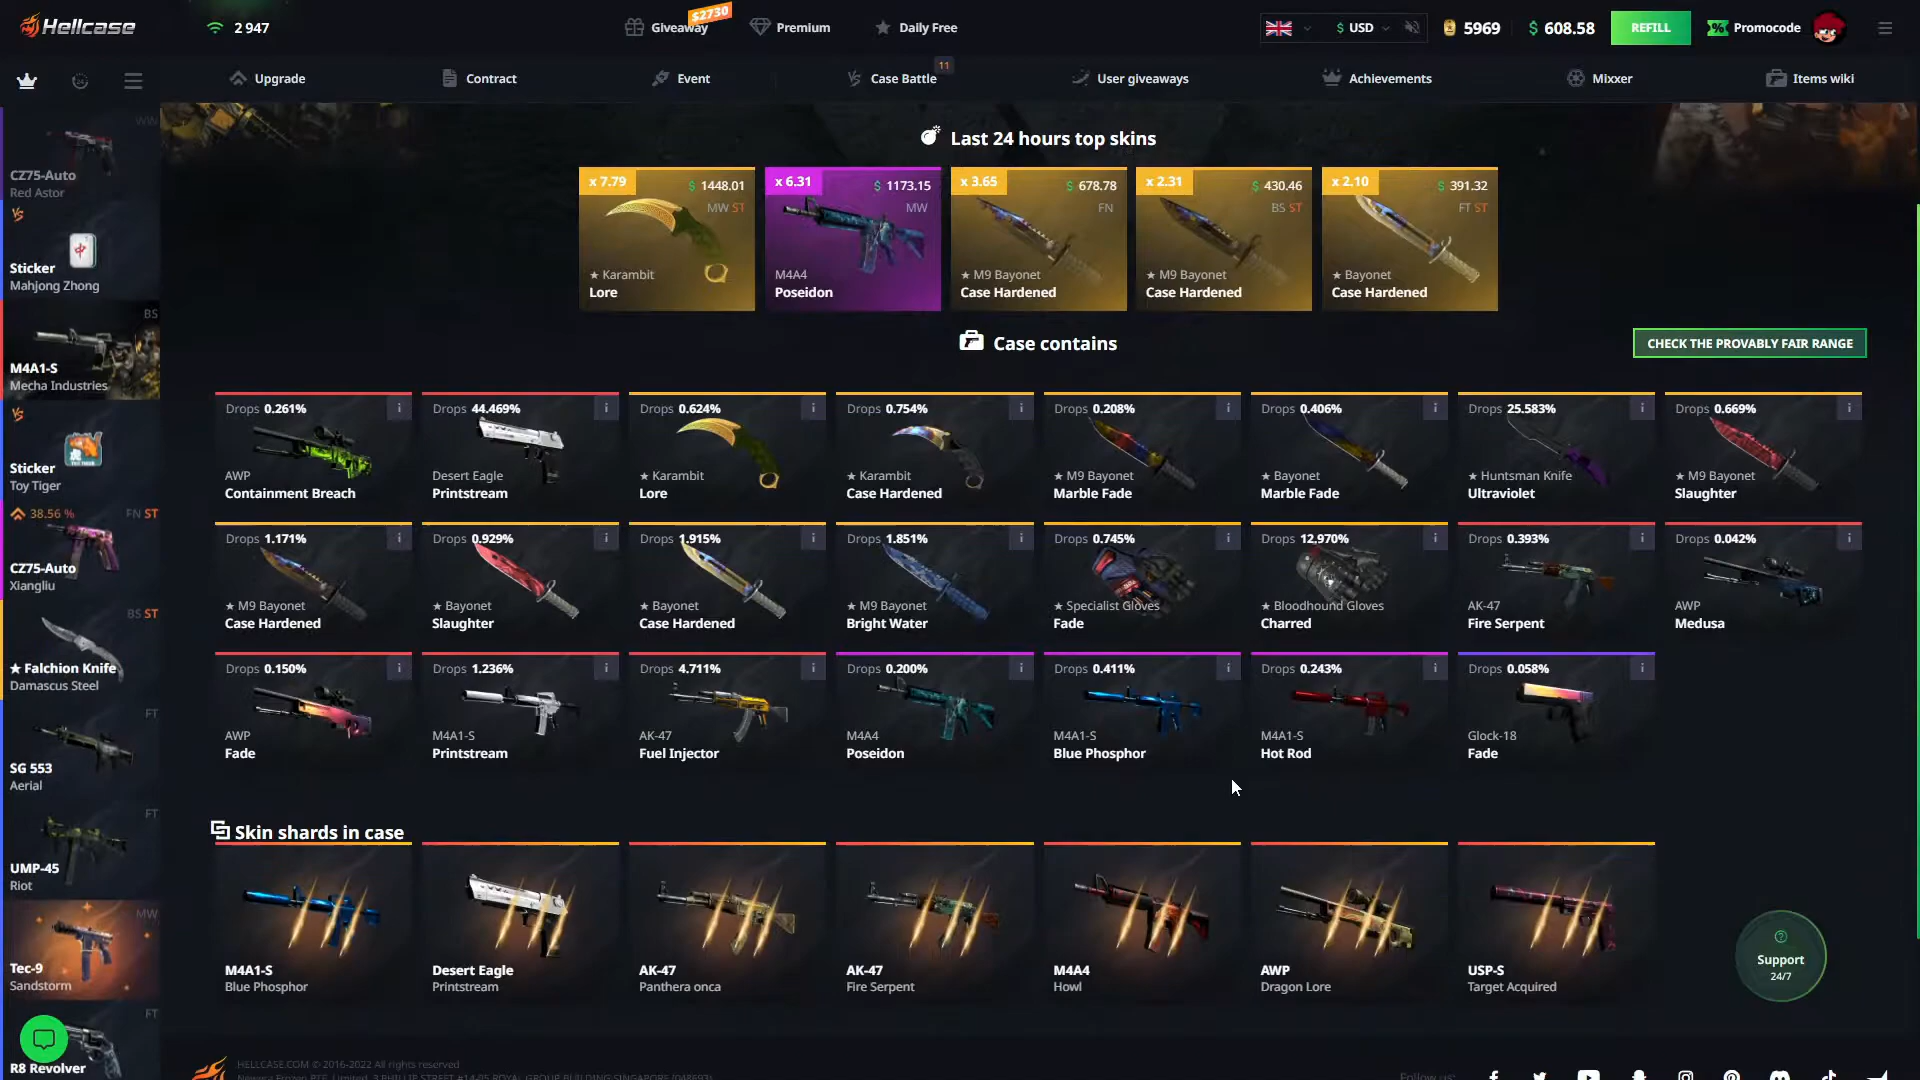 Hellcase
2 947
Giveaway
$2730
Premium
Daily Free
$ USD
5969
$ 608.58
REFILL
Promocode
Upgrade
Contract
Event
Case Battle
11
User giveaways
Achievements
Mixxer
Items wiki
WW
CZ75-Auto
Red Astor
Sticker
Mahjong Zhong
BS
M4A1-S
Mecha Industries
Sticker
Toy Tiger
38.56 %
FN ST
CZ75-Auto
Xiangliu
BS ST
★ Falchion Knife
Damascus Steel
FT
SG 553
Aerial
FT
UMP-45
Riot
MW
Tec-9
Sandstorm
FT
R8 Revolver
Last 24 hours top skins
x 7.79
$ 1448.01
MW ST
★ Karambit
Lore
x 6.31
$ 1173.15
MW
M4A4
Poseidon
x 3.65
$ 678.78
FN
★ M9 Bayonet
Case Hardened
x 2.31
$ 430.46
BS ST
★ M9 Bayonet
Case Hardened
x 2.10
$ 391.32
FT ST
★ Bayonet
Case Hardened
Case contains
CHECK THE PROVABLY FAIR RANGE
Drops 0.261%
AWP
Containment Breach
Drops 44.469%
Desert Eagle
Printstream
Drops 0.624%
★ Karambit
Lore
Drops 0.754%
★ Karambit
Case Hardened
Drops 0.208%
★ M9 Bayonet
Marble Fade
Drops 0.406%
★ Bayonet
Marble Fade
Drops 25.583%
★ Huntsman Knife
Ultraviolet
Drops 0.669%
★ M9 Bayonet
Slaughter
Drops 1.171%
★ M9 Bayonet
Case Hardened
Drops 0.929%
★ Bayonet
Slaughter
Drops 1.915%
★ Bayonet
Case Hardened
Drops 1.851%
★ M9 Bayonet
Bright Water
Drops 0.745%
★ Specialist Gloves
Fade
Drops 12.970%
★ Bloodhound Gloves
Charred
Drops 0.393%
AK-47
Fire Serpent
Drops 0.042%
AWP
Medusa
Drops 0.150%
AWP
Fade
Drops 1.236%
M4A1-S
Printstream
Drops 4.711%
AK-47
Fuel Injector
Drops 0.200%
M4A4
Poseidon
Drops 0.411%
M4A1-S
Blue Phosphor
Drops 0.243%
M4A1-S
Hot Rod
Drops 0.058%
Glock-18
Fade
Skin shards in case
M4A1-S
Blue Phosphor
Desert Eagle
Printstream
AK-47
Panthera onca
AK-47
Fire Serpent
M4A4
Howl
AWP
Dragon Lore
USP-S
Target Acquired
Support
24/7
HELLCASE.COM © 2016-2022 All rights reserved
Follow us: